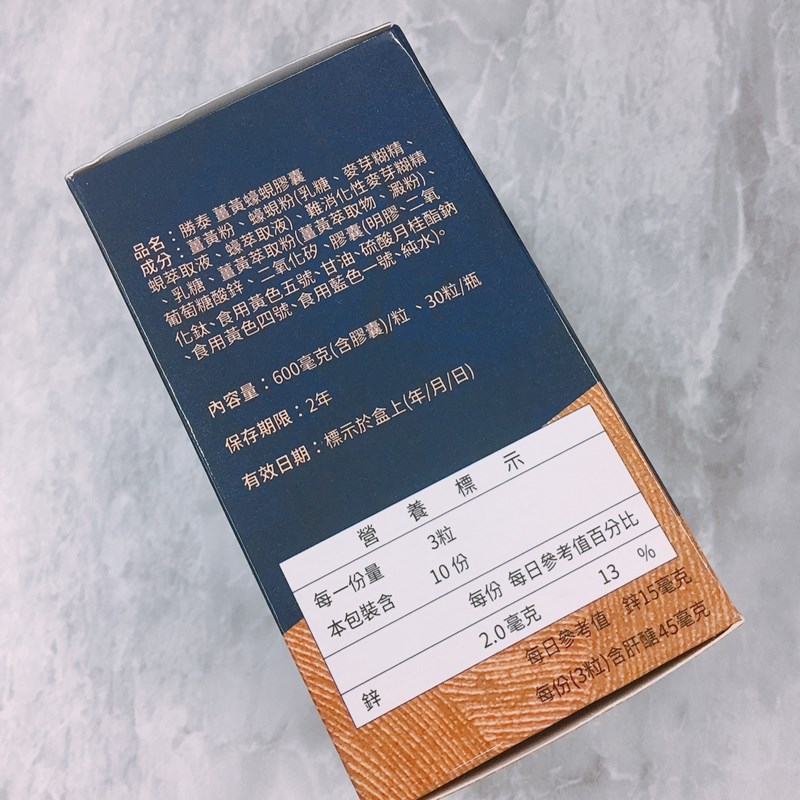 品名：勝泰 薑黃蠔蜆膠囊
成分：薑黃粉、蠔蜆粉(乳糖、麥芽糊精、
蜆萃取液、蠔萃取液)、難消化性麥芽糊精
、乳糖、薑黃萃取粉(薑黃萃取物、澱粉)、
葡萄糖酸鋅、二氧化矽、膠囊(明膠、二氧
化鈦、食用黃色五號、甘油、硫酸月桂酯鈉
、食用黃色四號、食用藍色一號、純水)。
內容量：600毫克(含膠囊)/粒、30粒/瓶
保存期限：2年
有效日期：標示於盒上(年/月/日)
營養標示
每一份量 3粒
本包裝含 10份
每份 每日參考值百分比
鋅 2.0毫克 13 %
每日參考值 鋅15毫克
每份(3粒)含肝醣45毫克